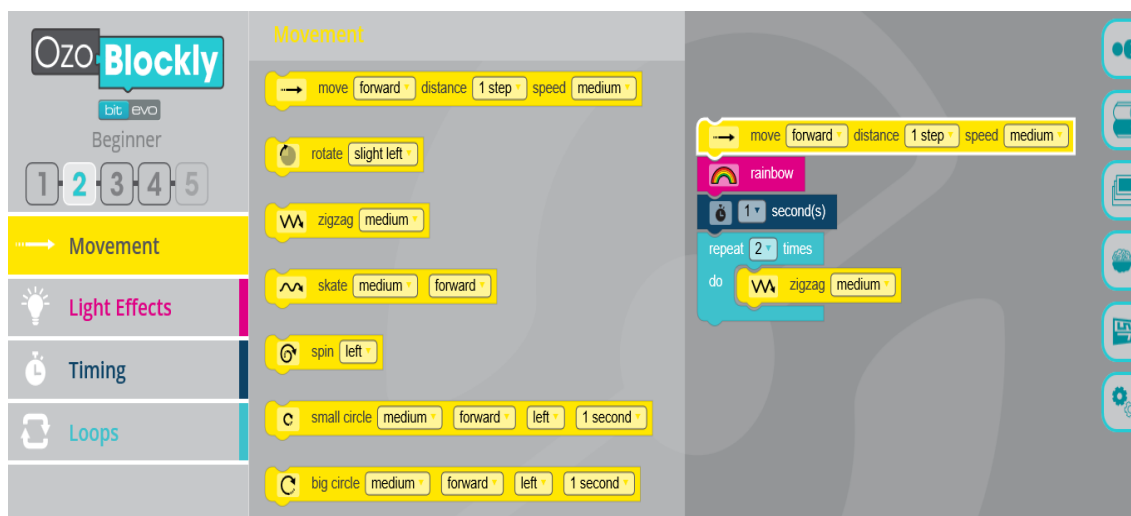 Ozo Blockly
bit evo
Beginner
1 2 3 4 5
Movement
Light Effects
Timing
Loops
Movement
move forward distance 1 step speed medium
rotate slight left
zigzag medium
skate medium forward
spin left
small circle medium forward left 1 second
big circle medium forward left 1 second
move forward distance 1 step speed medium
rainbow
1 second(s)
repeat 2 times
do zigzag medium